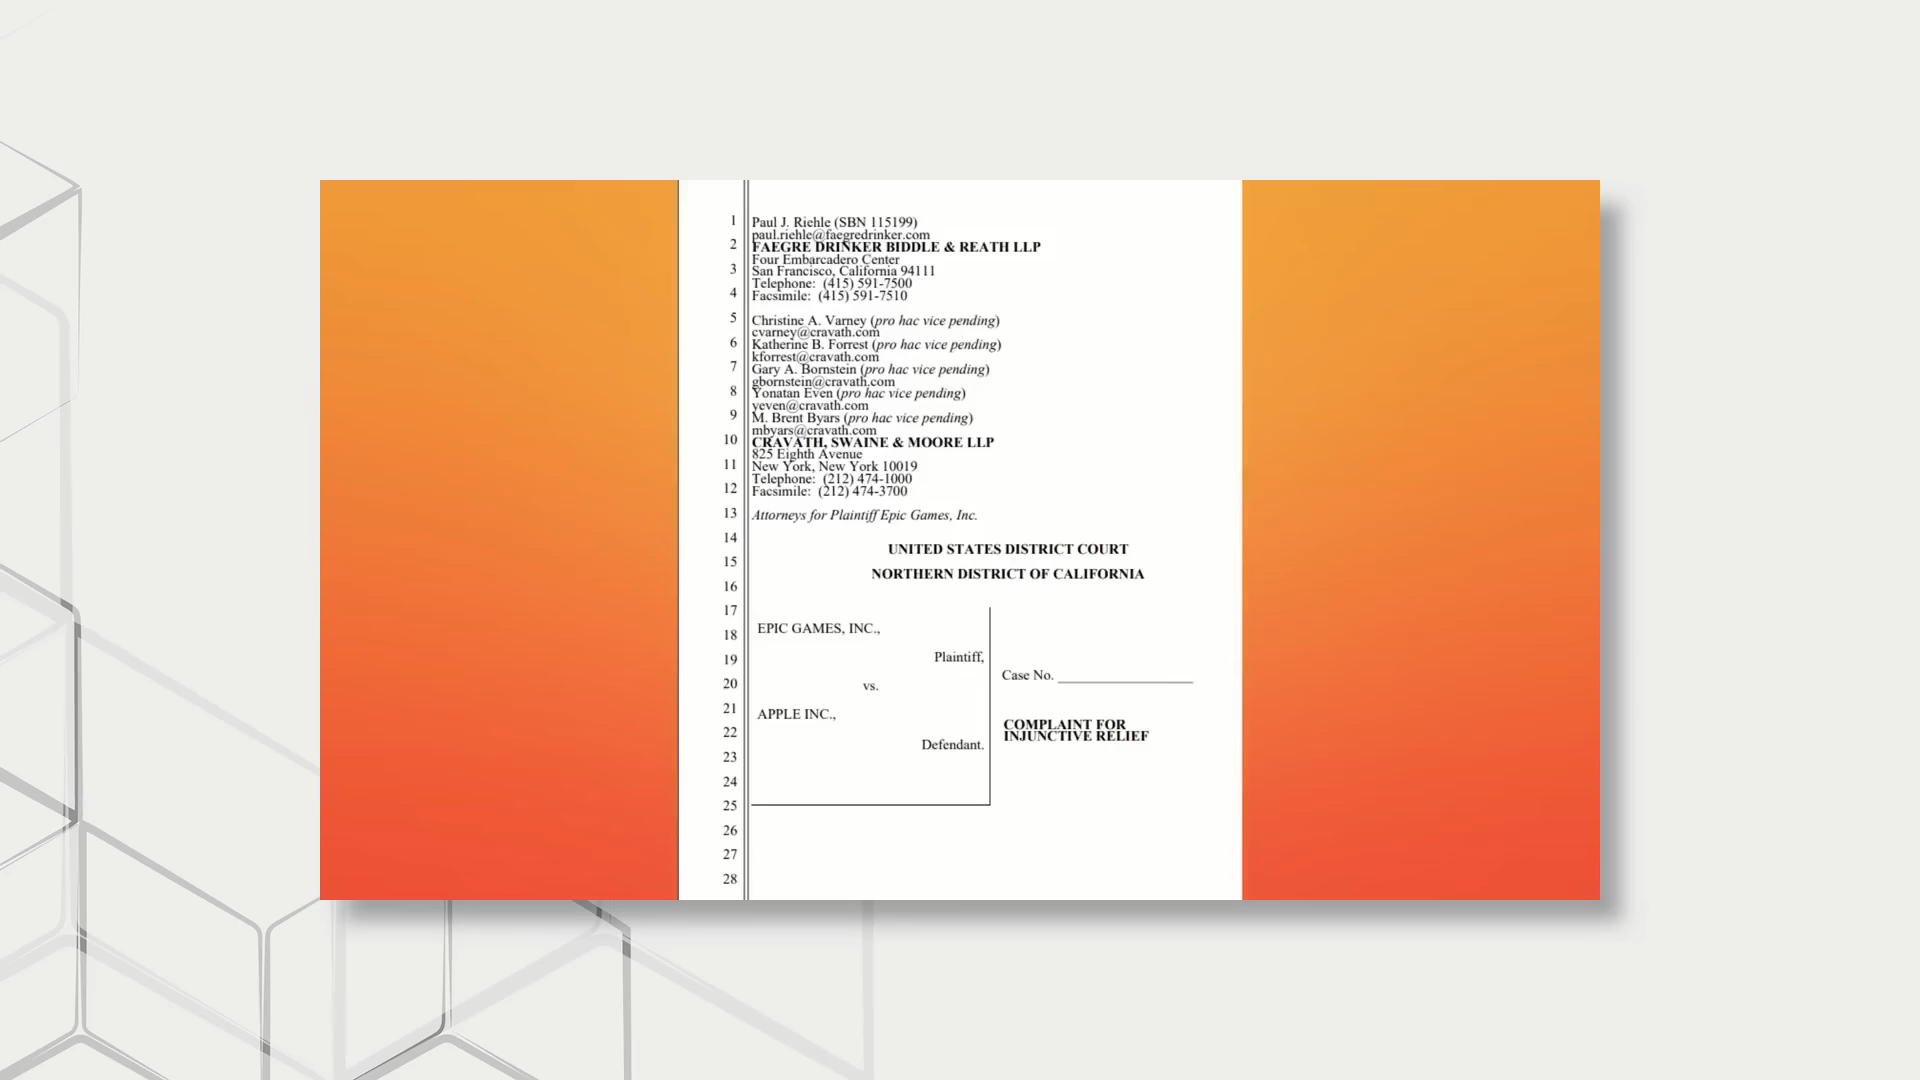 1 Paul J. Riehle (SBN 115199)
paul.riehle@faegredrinker.com
2 FAEGRE DRINKER BIDDLE & REATH LLP
Four Embarcadero Center
3 San Francisco, California 94111
Telephone: (415) 591-7500
4 Facsimile: (415) 591-7510
5 Christine A. Varney (pro hac vice pending)
cvarney@cravath.com
6 Katherine B. Forrest (pro hac vice pending)
kforrest@cravath.com
7 Gary A. Bornstein (pro hac vice pending)
gbornstein@cravath.com
8 Yonatan Even (pro hac vice pending)
yeven@cravath.com
9 M. Brent Byars (pro hac vice pending)
mbyars@cravath.com
10 CRAVATH, SWAINE & MOORE LLP
825 Eighth Avenue
11 New York, New York 10019
Telephone: (212) 474-1000
12 Facsimile: (212) 474-3700
13 Attorneys for Plaintiff Epic Games, Inc.
14
UNITED STATES DISTRICT COURT
15
NORTHERN DISTRICT OF CALIFORNIA
16
17
18 EPIC GAMES, INC.,
19 Plaintiff,
Case No. ____________________
20 vs.
21 APPLE INC.,
22 COMPLAINT FOR
INJUNCTIVE RELIEF
Defendant.
23
24
25
26
27
28